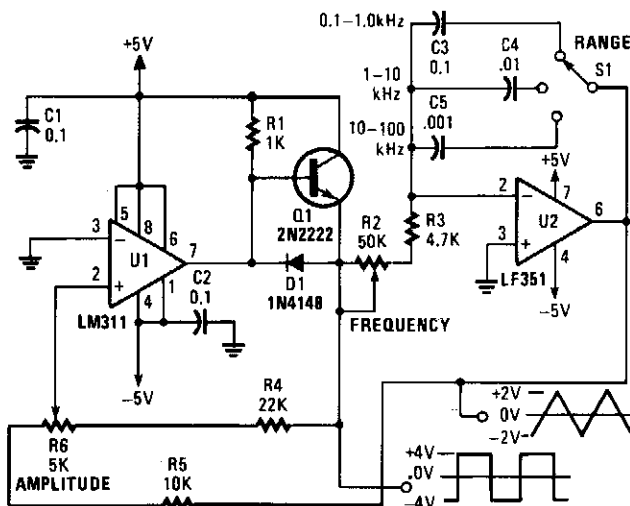 0.1–1.0kHz
C3
0.1
C4
.01
RANGE
S1
+5V
1–10
kHz
C5
.001
10–100
kHz
C1
0.1
R1
1K
Q1
2N2222
+5V
5
8
6
3
−
U1
2
+
7
4
1
C2
0.1
LM311
−5V
D1
1N4148
R2
50K
R3
4.7K
FREQUENCY
2
−
7
U2
6
3
+
4
LF351
−5V
R4
22K
R6
5K
AMPLITUDE
R5
10K
+2V
0V
−2V
+4V
.0V
−4V